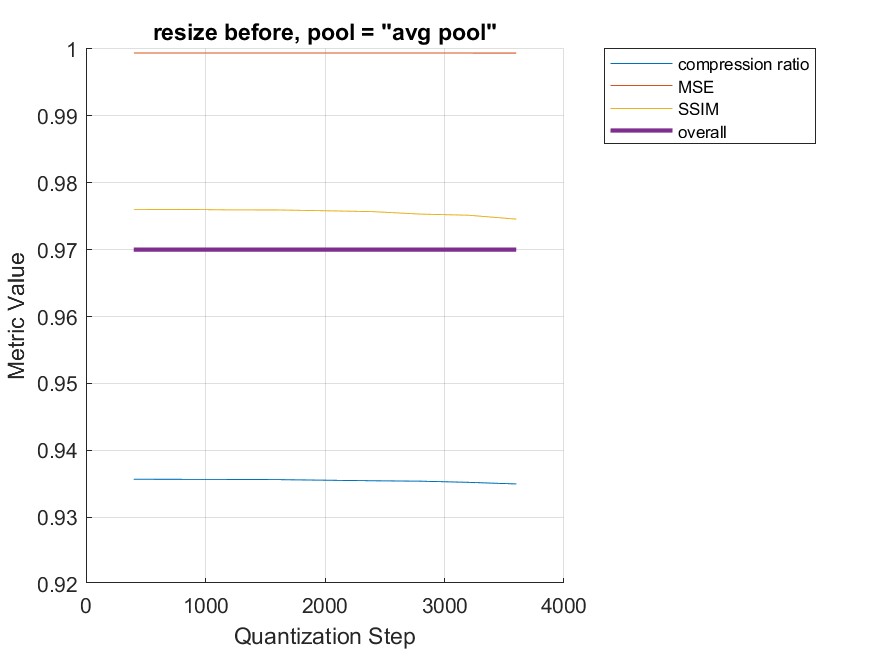 resize before, pool = "avg pool"
1
0.99
0.98
0.97
0.96
0.95
0.94
0.93
0.92
Metric Value
0
1000
2000
3000
4000
Quantization Step
compression ratio
MSE
SSIM
overall